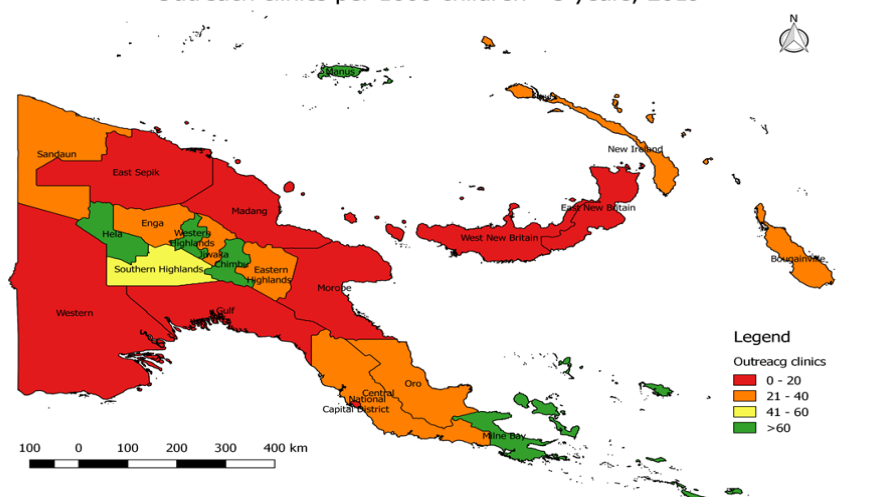 N
Manus
New Ireland
Sandaun
East Sepik
Madang
East New Britain
West New Britain
Enga
Hela
Western
Highlands
Jiwaka
Chimbu
Southern Highlands
Eastern
Highlands
Bougainville
Morobe
Western
Gulf
Oro
Central
National
Capital District
Milne Bay
Legend
Outreacg clinics
0 - 20
21 - 40
41 - 60
>60
100 0 100 200 300 400 km